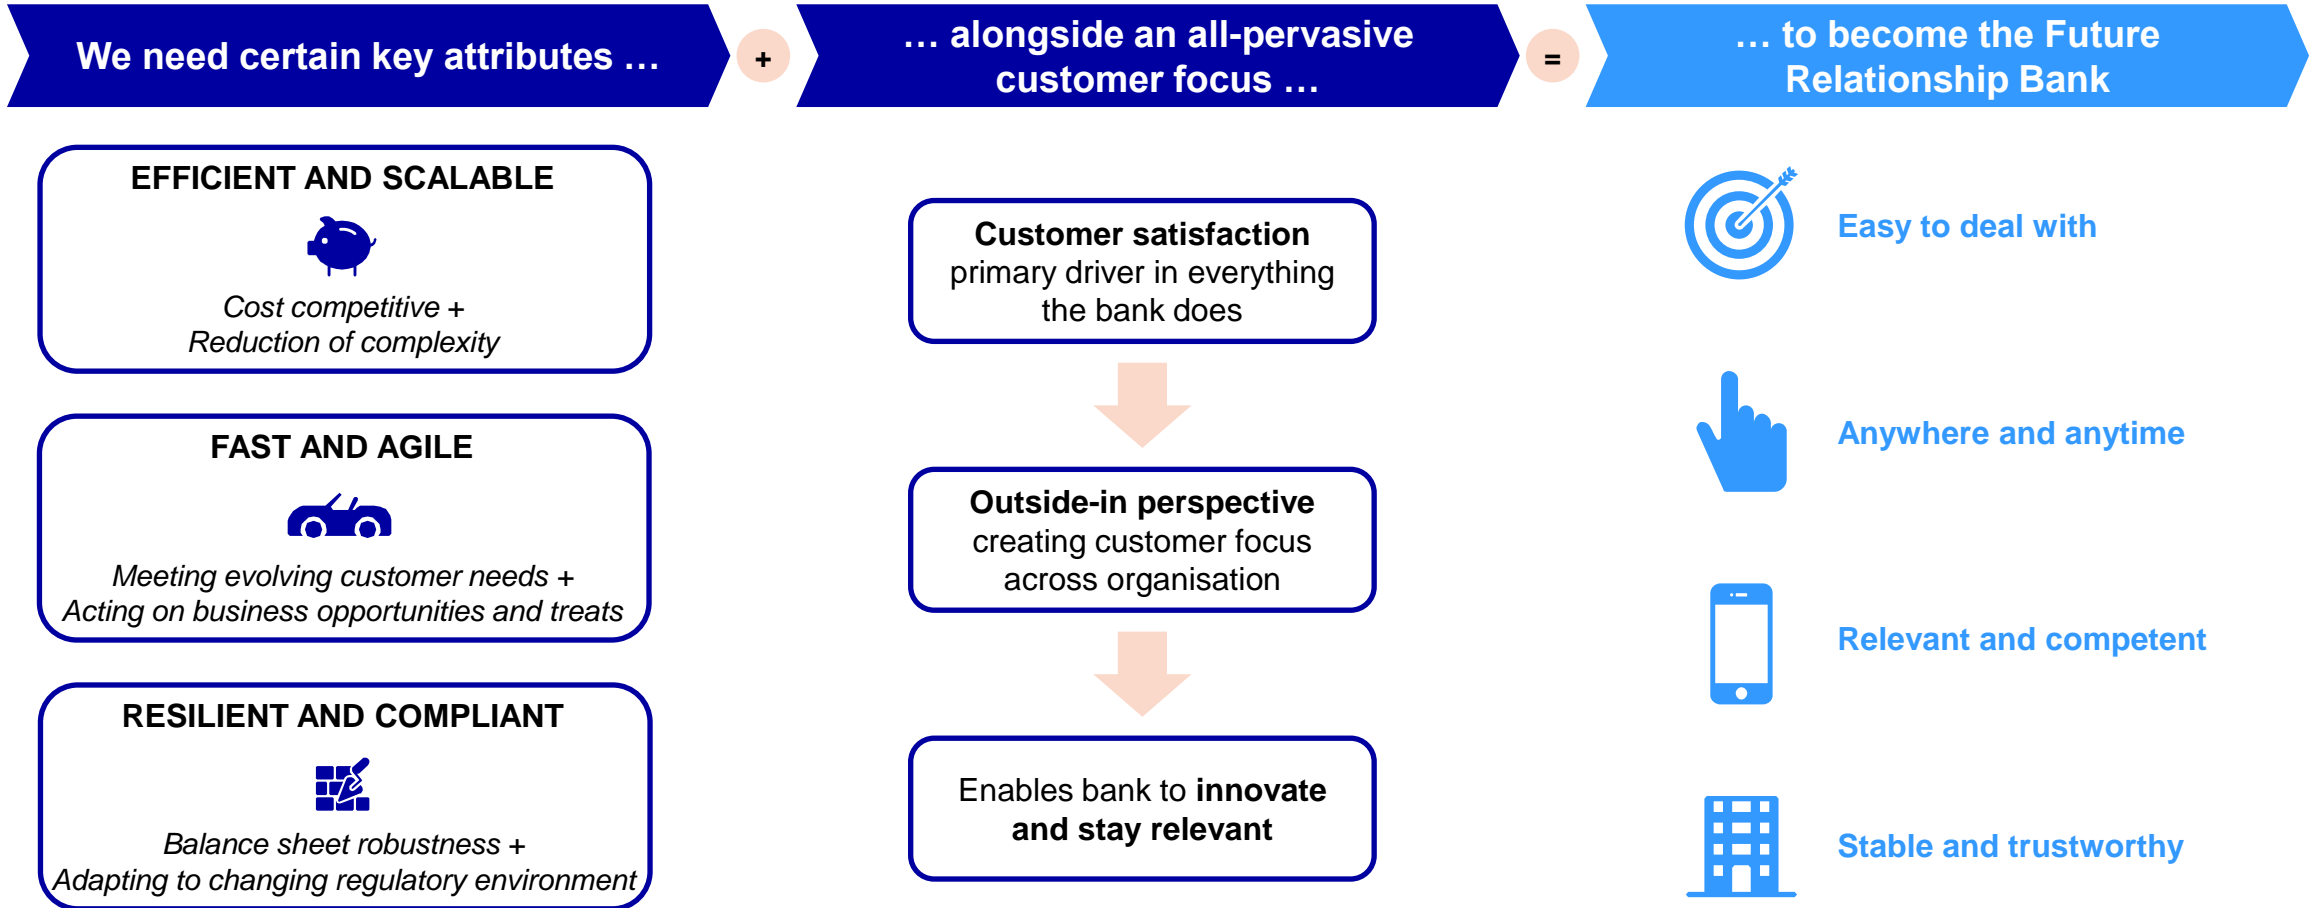 We need certain key attributes …
+
… alongside an all-pervasive
customer focus …
=
… to become the Future
Relationship Bank
EFFICIENT AND SCALABLE
Cost competitive +
Reduction of complexity
FAST AND AGILE
Meeting evolving customer needs +
Acting on business opportunities and treats
RESILIENT AND COMPLIANT
Balance sheet robustness +
Adapting to changing regulatory environment
Customer satisfaction
primary driver in everything
the bank does
Outside-in perspective
creating customer focus
across organisation
Enables bank to innovate
and stay relevant
Easy to deal with
Anywhere and anytime
Relevant and competent
Stable and trustworthy